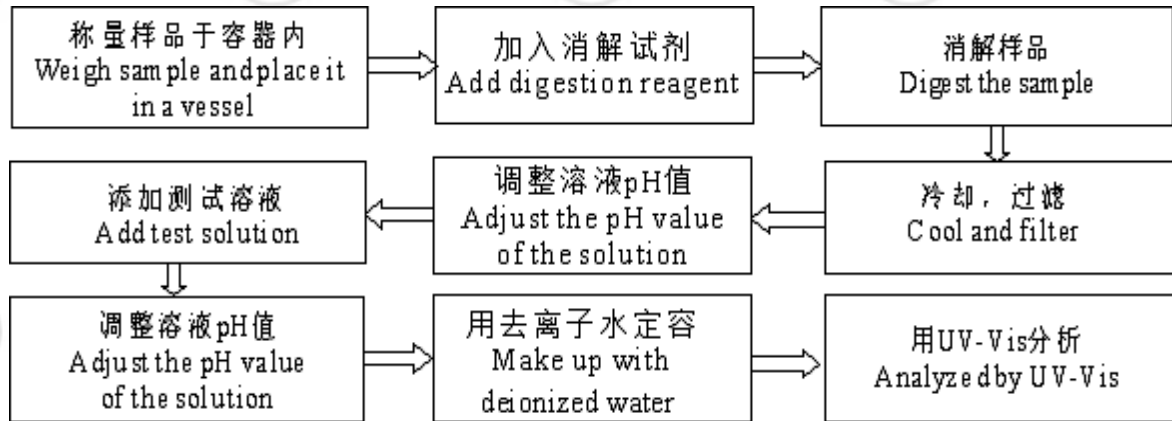 称量样品于容器内
Weigh sample and place it
in a vessel
加入消解试剂
Add digestion reagent
消解样品
Digest the sample
冷却，过滤
Cool and filter
调整溶液pH值
Adjust the pH value
of the solution
添加测试溶液
Add test solution
调整溶液pH值
Adjust the pH value
of the solution
用去离子水定容
Make up with
deionized water
用UV-Vis分析
Analyzed by UV-Vis